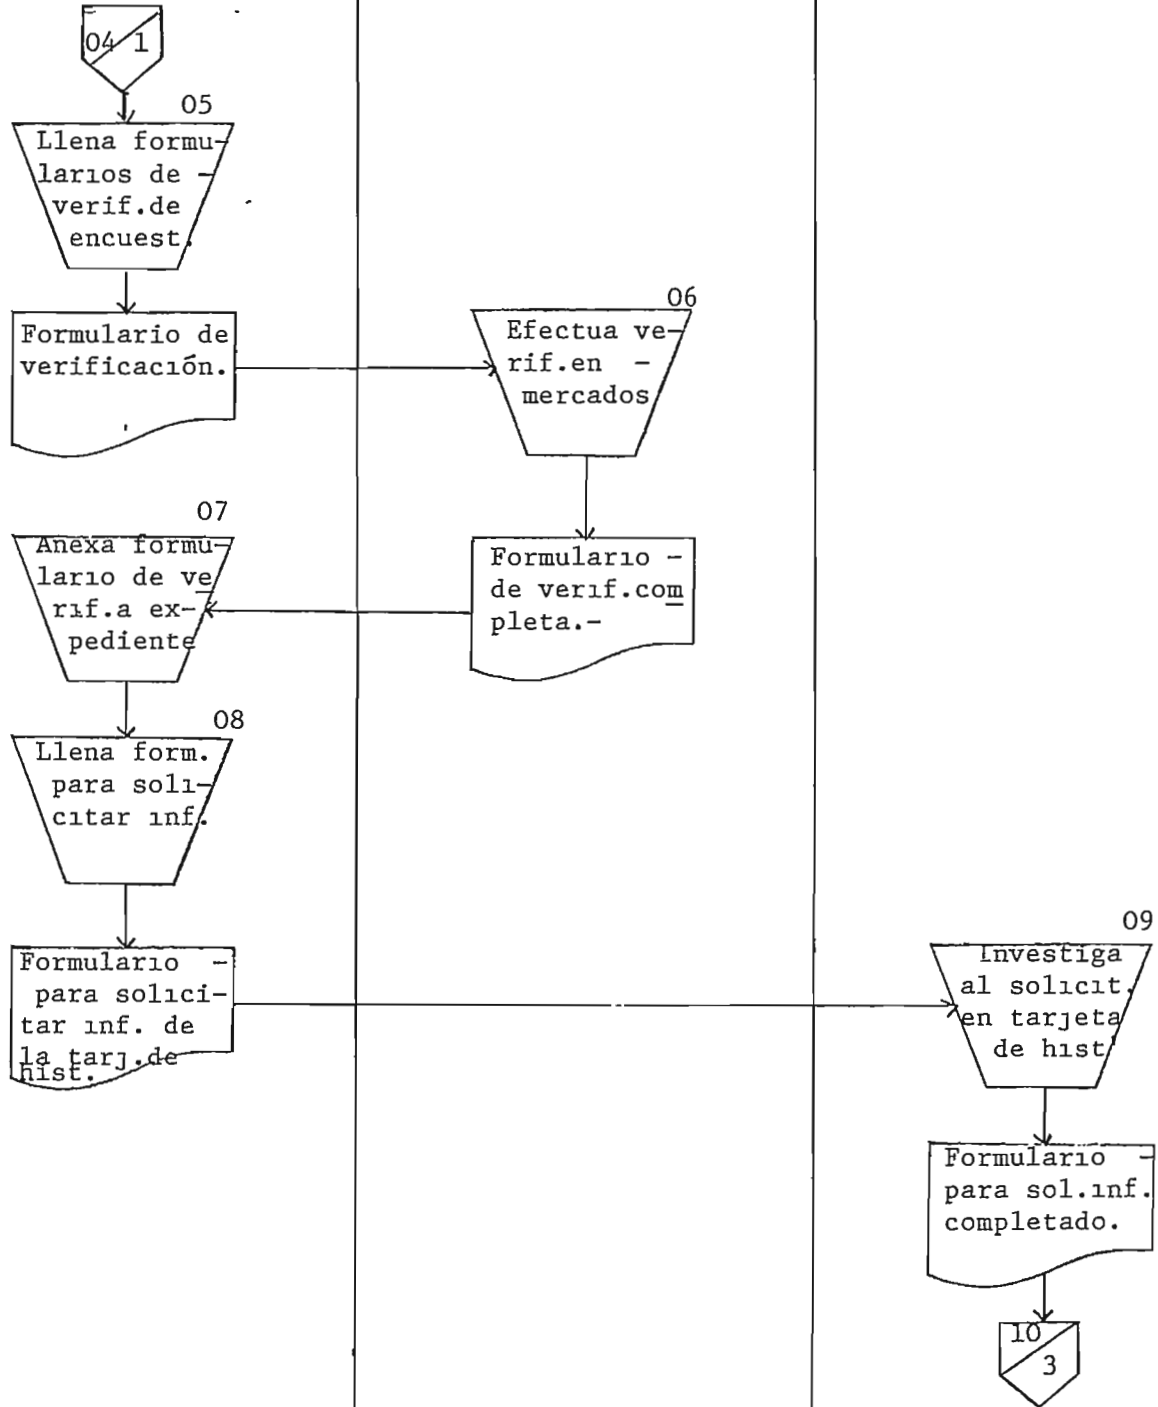 04 1
05
Llena formu-
larios de -
verif.de
encuest.
Formulario de
verificación.
06
Efectua ve-
rif.en -
mercados
Formulario -
de verif.com
pleta.-
07
Anexa formu-
lario de ve
rif.a ex-
pediente
08
Llena form.
para soli-
citar inf.
Formulario -
para solici-
tar inf. de
la tarj.de
hist.
09
Investiga
al solicit.
en tarjeta
de hist.
Formulario -
para sol.inf.
completado.
10
3